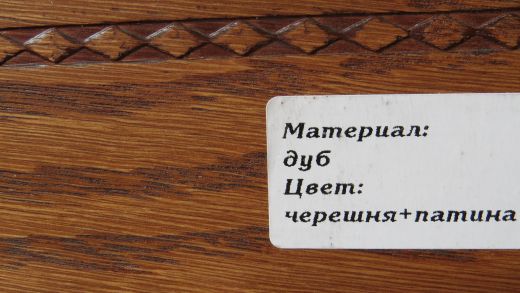 Материал:
дуб
Цвет:
черешня+патина